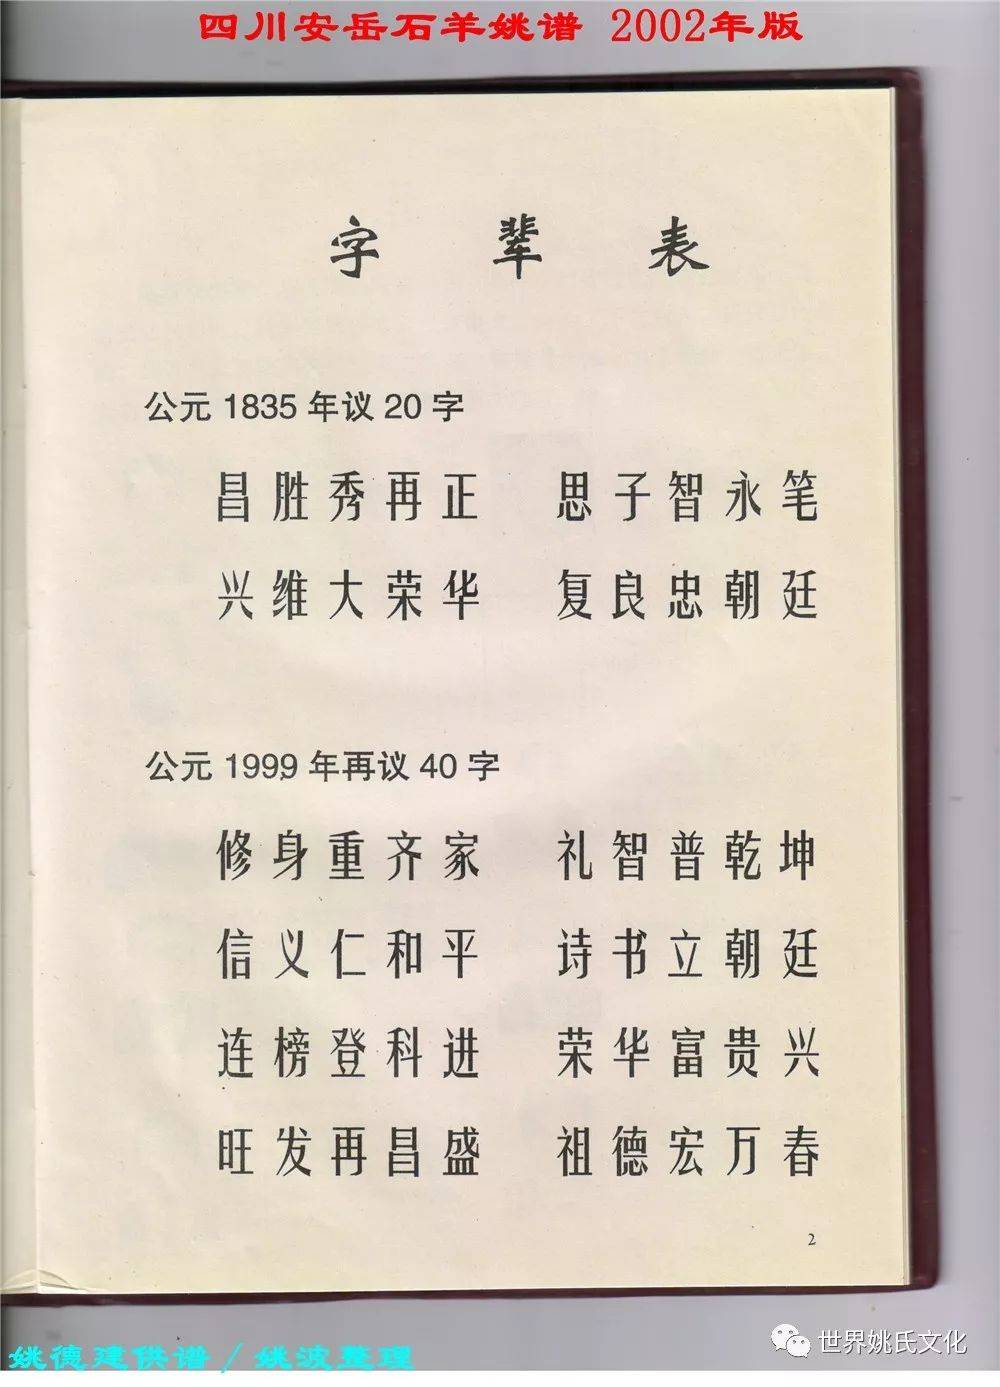 四川安岳石羊姚谱 2002年版
字 辈 表
公元 1835 年议 20 字
昌胜秀再正 思子智永笔
兴维大荣华 复良忠朝廷
公元 1999 年再议 40 字
修身重齐家 礼智普乾坤
信义仁和平 诗书立朝廷
连榜登科进 荣华富贵兴
旺发再昌盛 祖德宏万春
2
姚德建供谱/姚波整理
世界姚氏文化